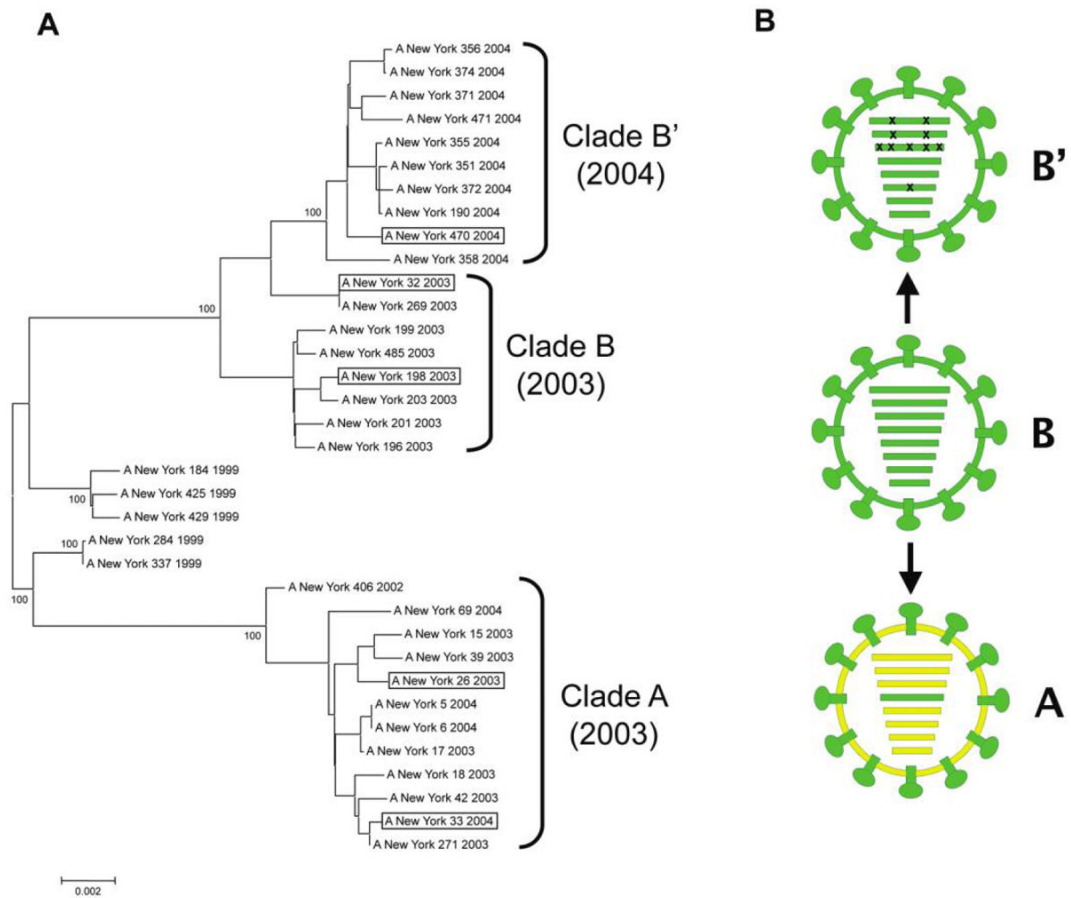 A
A New York 356 2004
A New York 374 2004
A New York 371 2004
A New York 471 2004
A New York 355 2004
A New York 351 2004
A New York 372 2004
A New York 190 2004
100
A New York 470 2004
A New York 358 2004
Clade B’
(2004)
A New York 32 2003
100
A New York 269 2003
A New York 199 2003
A New York 485 2003
A New York 198 2003
A New York 203 2003
A New York 201 2003
A New York 196 2003
Clade B
(2003)
A New York 184 1999
A New York 425 1999
100
A New York 429 1999
100
A New York 284 1999
A New York 337 1999
100
A New York 406 2002
A New York 69 2004
100
A New York 15 2003
A New York 39 2003
A New York 26 2003
A New York 5 2004
A New York 6 2004
A New York 17 2003
A New York 18 2003
A New York 42 2003
A New York 33 2004
A New York 271 2003
Clade A
(2003)
0.002
B
x x
x x
x x x x x
x
B’
B
A